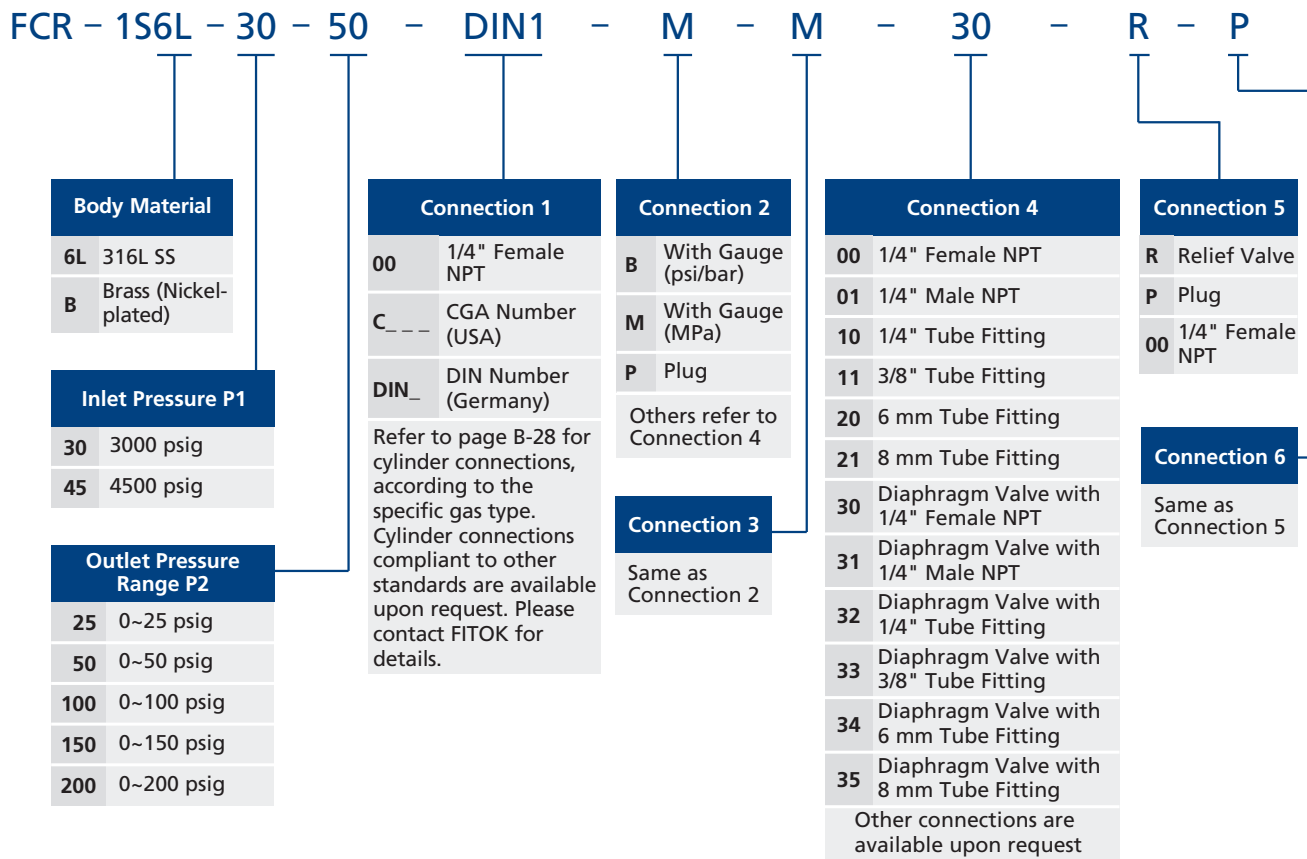 FCR – 1S6L – 30 – 50 – DIN1 – M – M – 30 – R – P
Body Material
6L 316L SS
B Brass (Nickel-
plated)
Inlet Pressure P1
30 3000 psig
45 4500 psig
Outlet Pressure
Range P2
25 0~25 psig
50 0~50 psig
100 0~100 psig
150 0~150 psig
200 0~200 psig
Connection 1
00 1/4" Female
NPT
C_ _ _ CGA Number
(USA)
DIN_ DIN Number
(Germany)
Refer to page B-28 for
cylinder connections,
according to the
specific gas type.
Cylinder connections
compliant to other
standards are available
upon request. Please
contact FITOK for
details.
Connection 2
B With Gauge
(psi/bar)
M With Gauge
(MPa)
P Plug
Others refer to
Connection 4
Connection 3
Same as
Connection 2
Connection 4
00 1/4" Female NPT
01 1/4" Male NPT
10 1/4" Tube Fitting
11 3/8" Tube Fitting
20 6 mm Tube Fitting
21 8 mm Tube Fitting
30 Diaphragm Valve with
1/4" Female NPT
31 Diaphragm Valve with
1/4" Male NPT
32 Diaphragm Valve with
1/4" Tube Fitting
33 Diaphragm Valve with
3/8" Tube Fitting
34 Diaphragm Valve with
6 mm Tube Fitting
35 Diaphragm Valve with
8 mm Tube Fitting
Other connections are
available upon request
Connection 5
R Relief Valve
P Plug
00 1/4" Female
NPT
Connection 6
Same as
Connection 5